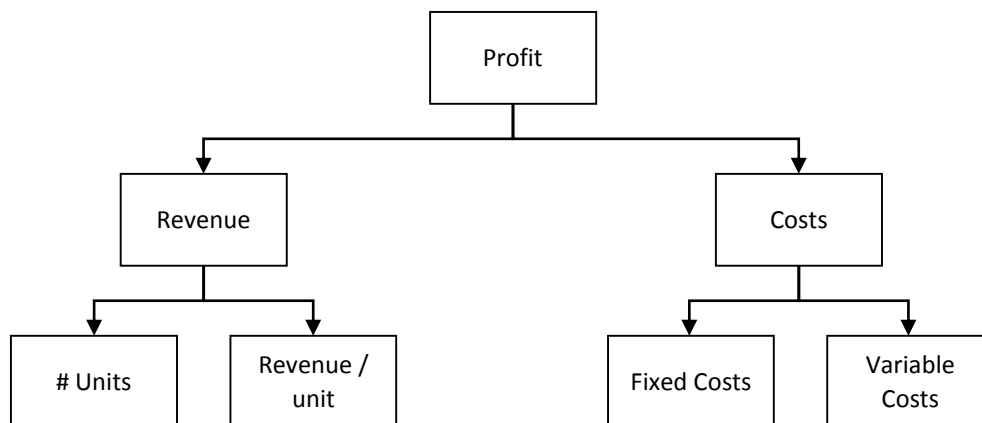 Profit
Revenue
Costs
# Units
Revenue /
unit
Fixed Costs
Variable
Costs